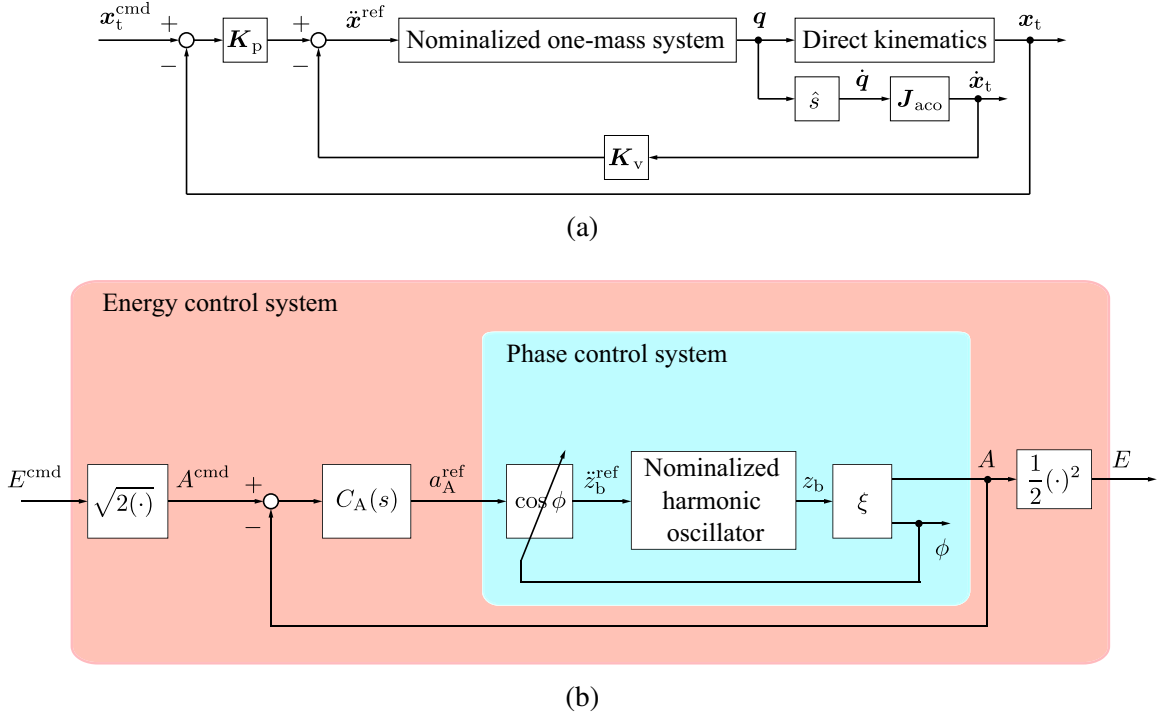 x_t^cmd + − K_p + − ẍ^ref Nominalized one-mass system q Direct kinematics x_t
ŝ q̇ J_aco ẋ_t
K_v
(a)
Energy control system
Phase control system
E^cmd √2(·) A^cmd + − C_A(s) a_A^ref cos φ z̈_b^ref Nominalized harmonic oscillator z_b ξ A 1/2(·)² E
ϕ
(b)